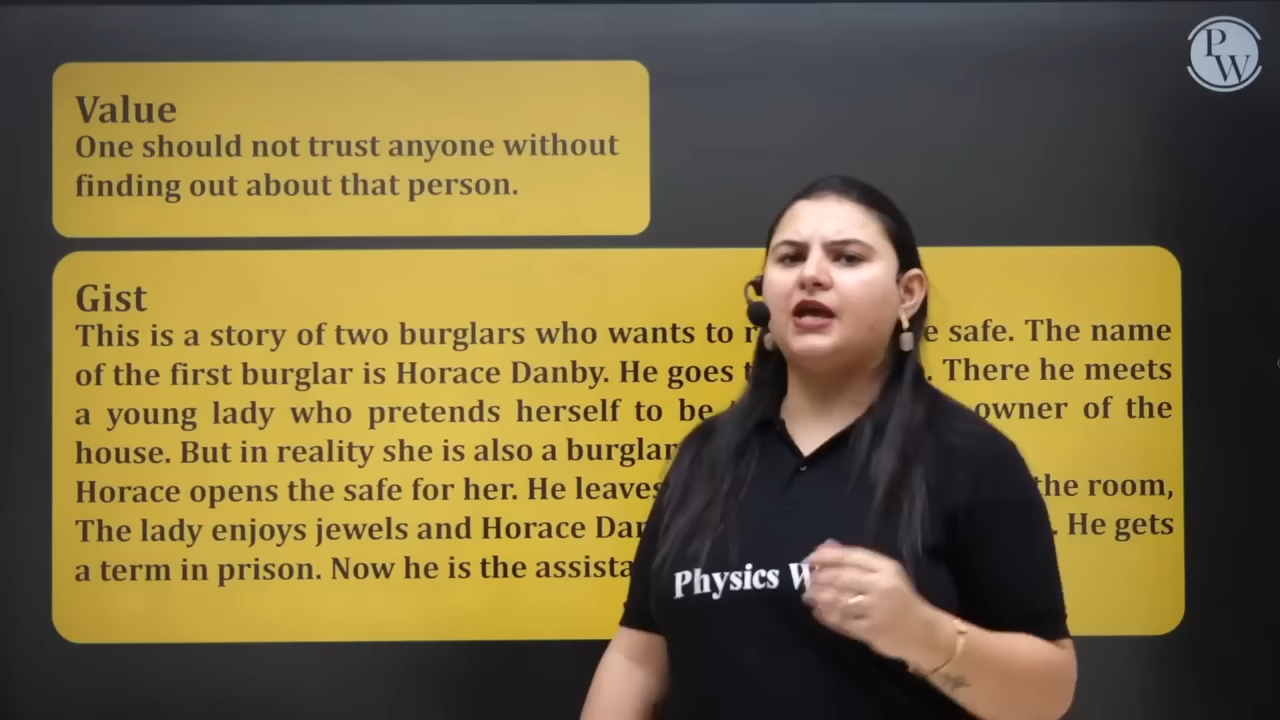 PW
Value
One should not trust anyone without
finding out about that person.
Gist
This is a story of two burglars who wants to safe. The name
of the first burglar is Horace Danby. He goes There he meets
a young lady who pretends herself to be owner of the
house. But in reality she is also a burglar
Horace opens the safe for her. He leaves the room,
The lady enjoys jewels and Horace He gets
a term in prison. Now he is the
Physics